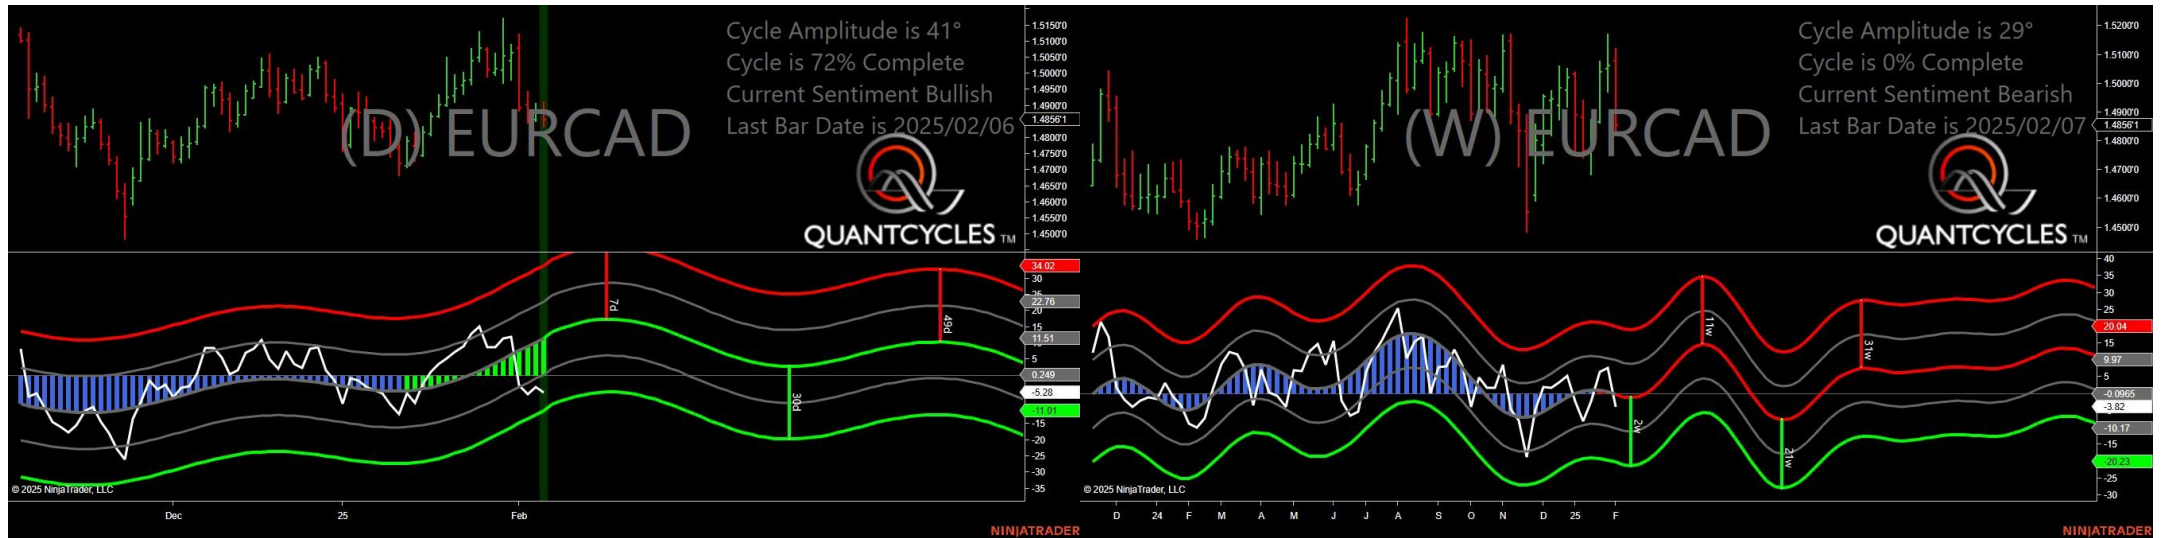 Cycle Amplitude is 41°
Cycle is 72% Complete
Current Sentiment Bullish
Last Bar Date is 2025/02/06
(D) EURCAD
QUANTCYCLES TM
1.5150'0
1.5100'0
1.5050'0
1.5000'0
1.4950'0
1.4900'0
1.4856'1
1.4800'0
1.4750'0
1.4700'0
1.4650'0
1.4600'0
1.4550'0
1.4500'0
34.02
30
25
22.76
20
15
11.51
5
0.249
-5.28
-11.01
-15
-20
-25
-30
-35
7d
30d
49d
© 2025 NinjaTrader, LLC
Dec 25 Feb
NINJATRADER
Cycle Amplitude is 29°
Cycle is 0% Complete
Current Sentiment Bearish
Last Bar Date is 2025/02/07
(W) EURCAD
QUANTCYCLES TM
1.5200'0
1.5100'0
1.5000'0
1.4900'0
1.4856'1
1.4800'0
1.4700'0
1.4600'0
1.4500'0
40
35
30
25
20.04
15
9.97
5
-0.0965
-3.82
-10.17
-15
-20.23
-25
-30
2w
11w
21w
31w
© 2025 NinjaTrader, LLC
D 24 F M A M J J A S O N D 25 F
NINJATRADER